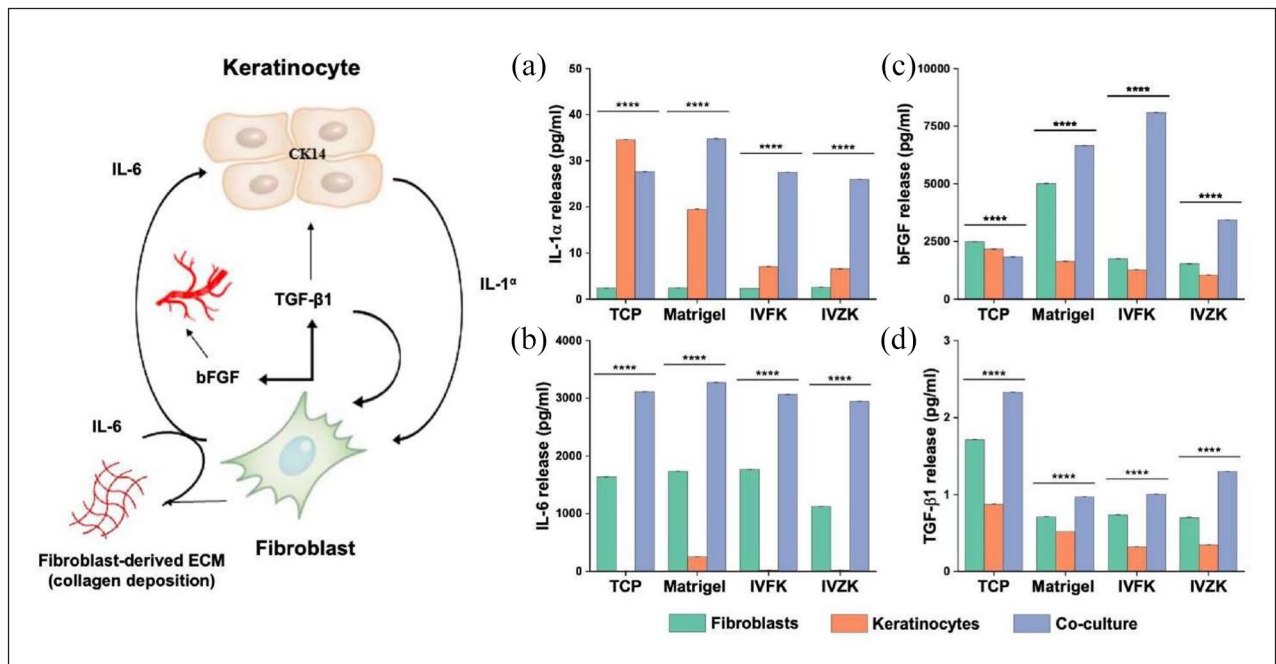 Keratinocyte
CK14
IL-6
TGF-β1
IL-1α
bFGF
IL-6
Fibroblast
Fibroblast-derived ECM
(collagen deposition)
(a)
IL-1α release (pg/ml)
50
40
30
20
10
0
**** **** **** ****
TCP Matrigel IVFK IVZK
(c)
bFGF release (pg/ml)
10000
7500
5000
2500
0
**** **** **** ****
TCP Matrigel IVFK IVZK
(b)
IL-6 release (pg/ml)
4000
3000
2000
1000
0
**** **** **** ****
TCP Matrigel IVFK IVZK
(d)
TGF-β1 release (pg/ml)
3
2
1
0
**** **** **** ****
TCP Matrigel IVFK IVZK
Fibroblasts Keratinocytes Co-culture